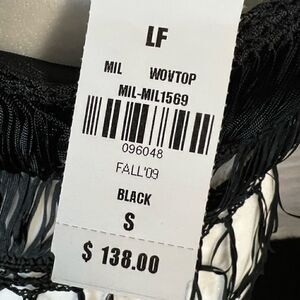 LF
MIL WOVTOP
MIL-MIL1569
096048
FALL'09
BLACK
S
$ 138.00